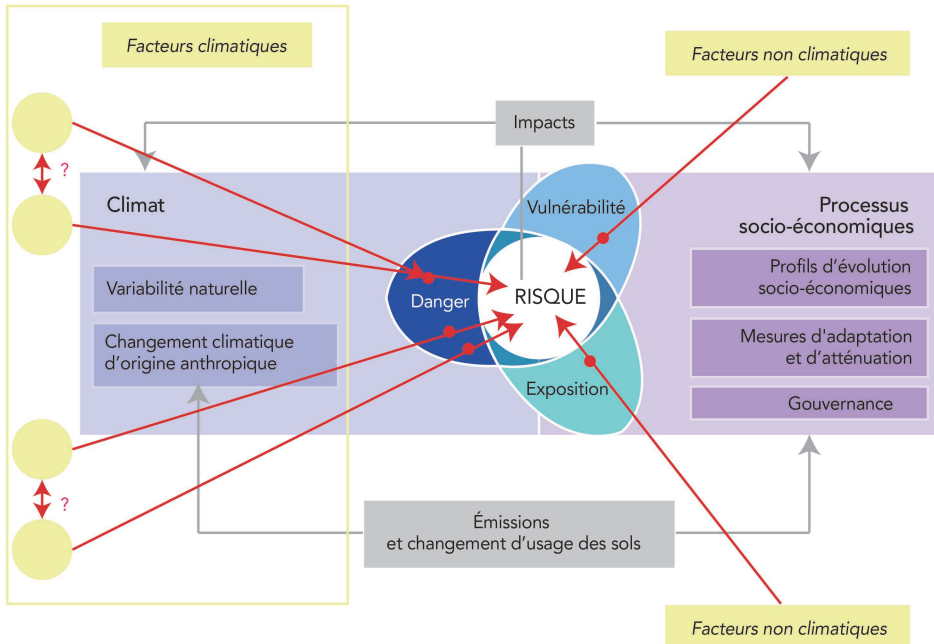 Facteurs climatiques
Facteurs non climatiques
Impacts
?
Climat
Vulnérabilité
Processus
socio-économiques
Variabilité naturelle
Danger
RISQUE
Profils d'évolution
socio-économiques
Changement climatique
d'origine anthropique
Mesures d'adaptation
et d'atténuation
Exposition
Gouvernance
?
Émissions
et changement d'usage des sols
Facteurs non climatiques